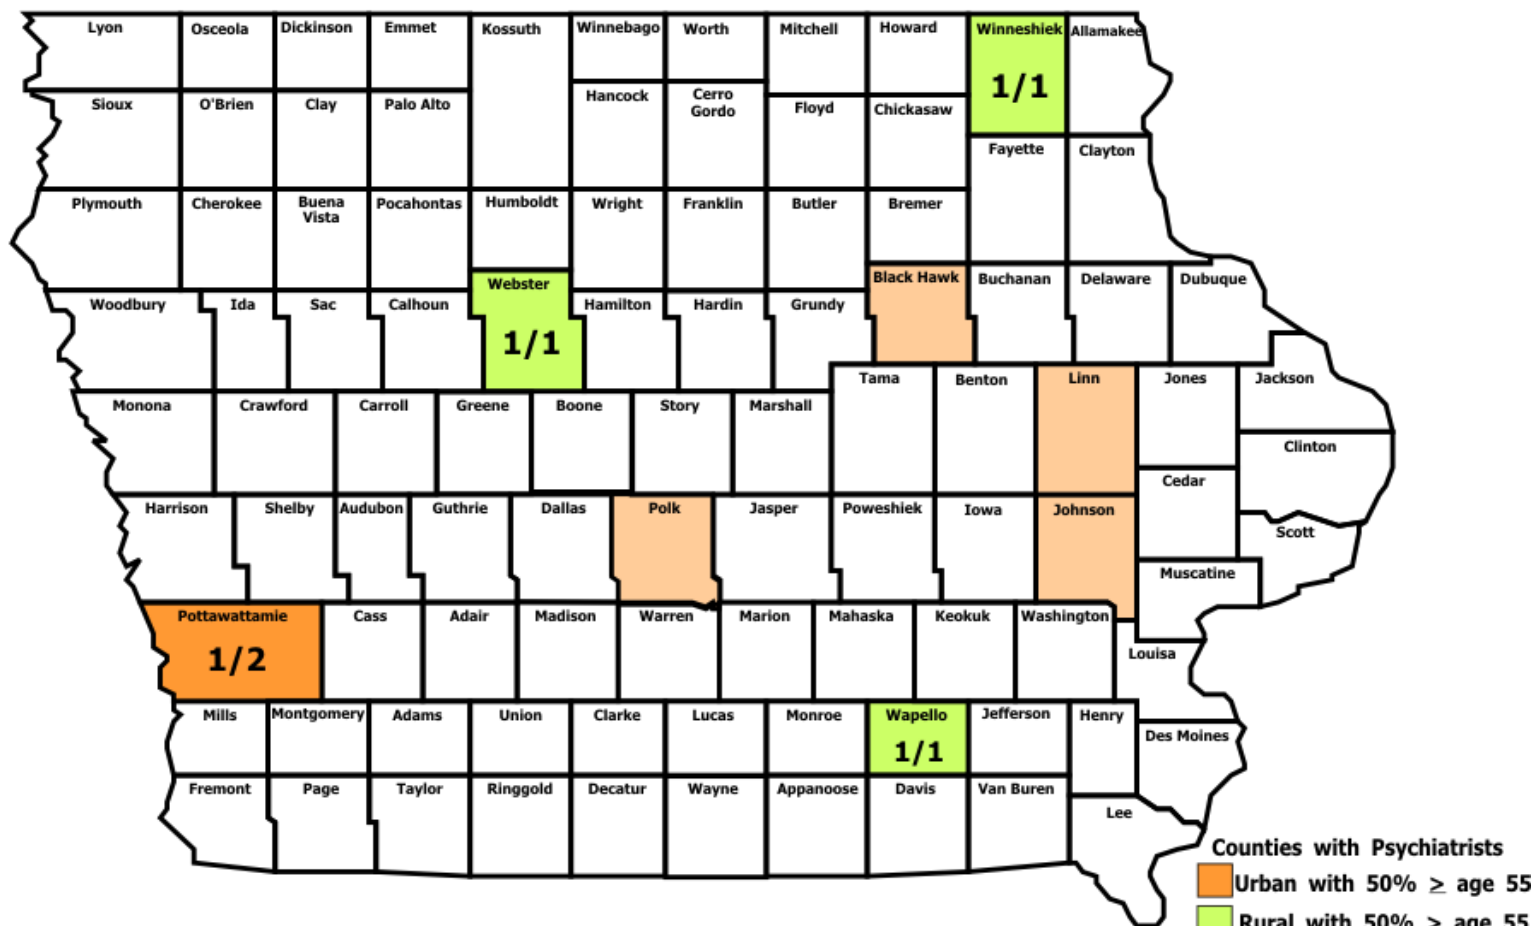 Lyon
Osceola
Dickinson
Emmet
Kossuth
Winnebago
Worth
Mitchell
Howard
Winneshiek
Allamakee
1/1
Sioux
O'Brien
Clay
Palo Alto
Hancock
Cerro
Gordo
Floyd
Chickasaw
Fayette
Clayton
Plymouth
Cherokee
Buena
Vista
Pocahontas
Humboldt
Wright
Franklin
Butler
Bremer
Woodbury
Ida
Sac
Calhoun
Webster
1/1
Hamilton
Hardin
Grundy
Black Hawk
Buchanan
Delaware
Dubuque
Monona
Crawford
Carroll
Greene
Boone
Story
Marshall
Tama
Benton
Linn
Jones
Jackson
Clinton
Cedar
Harrison
Shelby
Audubon
Guthrie
Dallas
Polk
Jasper
Poweshiek
Iowa
Johnson
Scott
Muscatine
Pottawattamie
1/2
Cass
Adair
Madison
Warren
Marion
Mahaska
Keokuk
Washington
Louisa
Mills
Montgomery
Adams
Union
Clarke
Lucas
Monroe
Wapello
1/1
Jefferson
Henry
Des Moines
Fremont
Page
Taylor
Ringgold
Decatur
Wayne
Appanoose
Davis
Van Buren
Lee
Counties with Psychiatrists
Urban with 50% ≥ age 55
Rural with 50% ≥ age 55